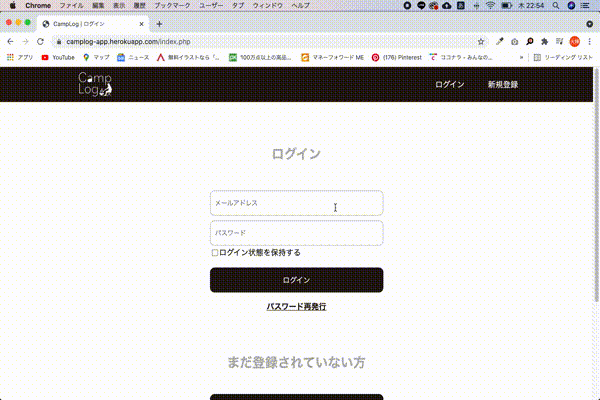 Chrome ファイル 編集 表示 履歴 ブックマーク ユーザー タブ ウィンドウ ヘルプ 木 22:54
CampLog | ログイン
camplog-app.herokuapp.com/index.php
アプリ YouTube マップ ニュース 無料イラストなら「... 100万点以上の高品... マネーフォワード ME (176) Pinterest ココナラ - みんなの... » リーディング リスト
Camp
Log
ログイン 新規登録
ログイン
メールアドレス
パスワード
ログイン状態を保持する
ログイン
パスワード再発行
まだ登録されていない方